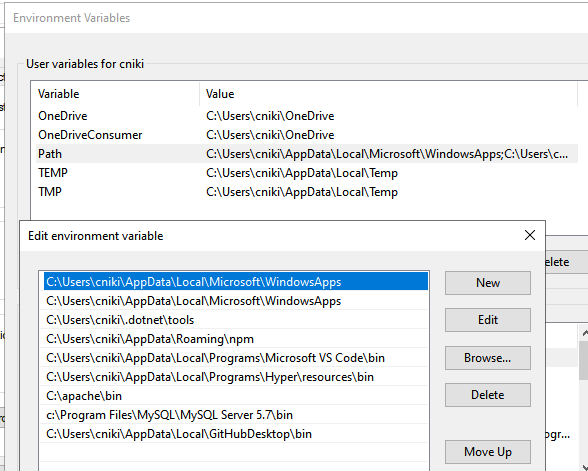 Environment Variables
User variables for cniki
Variable Value
OneDrive C:\Users\cniki\OneDrive
OneDriveConsumer C:\Users\cniki\OneDrive
Path C:\Users\cniki\AppData\Local\Microsoft\WindowsApps;C:\Users\c...
TEMP C:\Users\cniki\AppData\Local\Temp
TMP C:\Users\cniki\AppData\Local\Temp
Edit environment variable
elete
C:\Users\cniki\AppData\Local\Microsoft\WindowsApps
New
C:\Users\cniki\AppData\Local\Microsoft\WindowsApps
C:\Users\cniki\.dotnet\tools
Edit
C:\Users\cniki\AppData\Roaming\npm
C:\Users\cniki\AppData\Local\Programs\Microsoft VS Code\bin
Browse...
C:\Users\cniki\AppData\Local\Programs\Hyper\resources\bin
C:\apache\bin
Delete
c:\Program Files\MySQL\MySQL Server 5.7\bin
C:\Users\cniki\AppData\Local\GitHubDesktop\bin
ogr...
Move Up